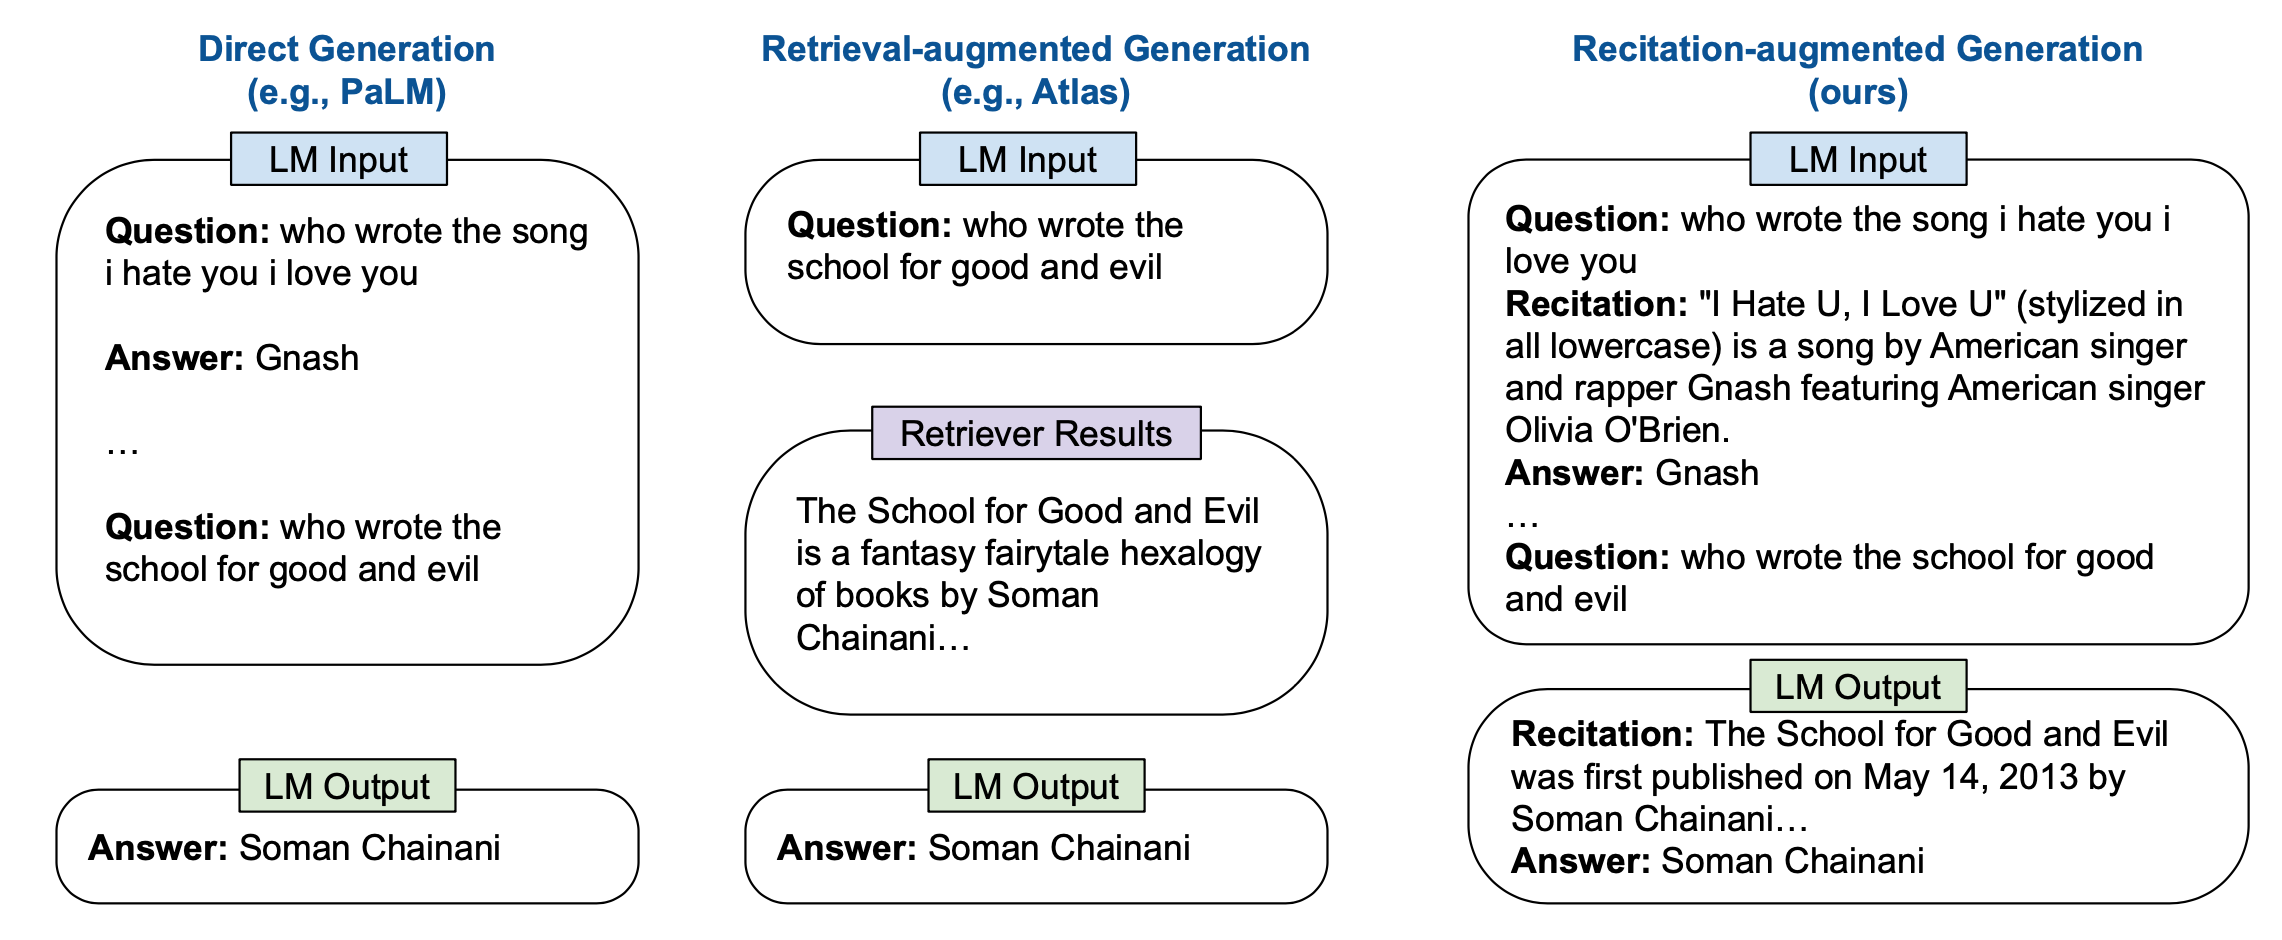 Direct Generation
(e.g., PaLM)
LM Input
Question: who wrote the song
i hate you i love you
Answer: Gnash
…
Question: who wrote the
school for good and evil
LM Output
Answer: Soman Chainani
Retrieval-augmented Generation
(e.g., Atlas)
LM Input
Question: who wrote the
school for good and evil
Retriever Results
The School for Good and Evil
is a fantasy fairytale hexalogy
of books by Soman
Chainani…
LM Output
Answer: Soman Chainani
Recitation-augmented Generation
(ours)
LM Input
Question: who wrote the song i hate you i
love you
Recitation: "I Hate U, I Love U" (stylized in
all lowercase) is a song by American singer
and rapper Gnash featuring American singer
Olivia O'Brien.
Answer: Gnash
…
Question: who wrote the school for good
and evil
LM Output
Recitation: The School for Good and Evil
was first published on May 14, 2013 by
Soman Chainani…
Answer: Soman Chainani